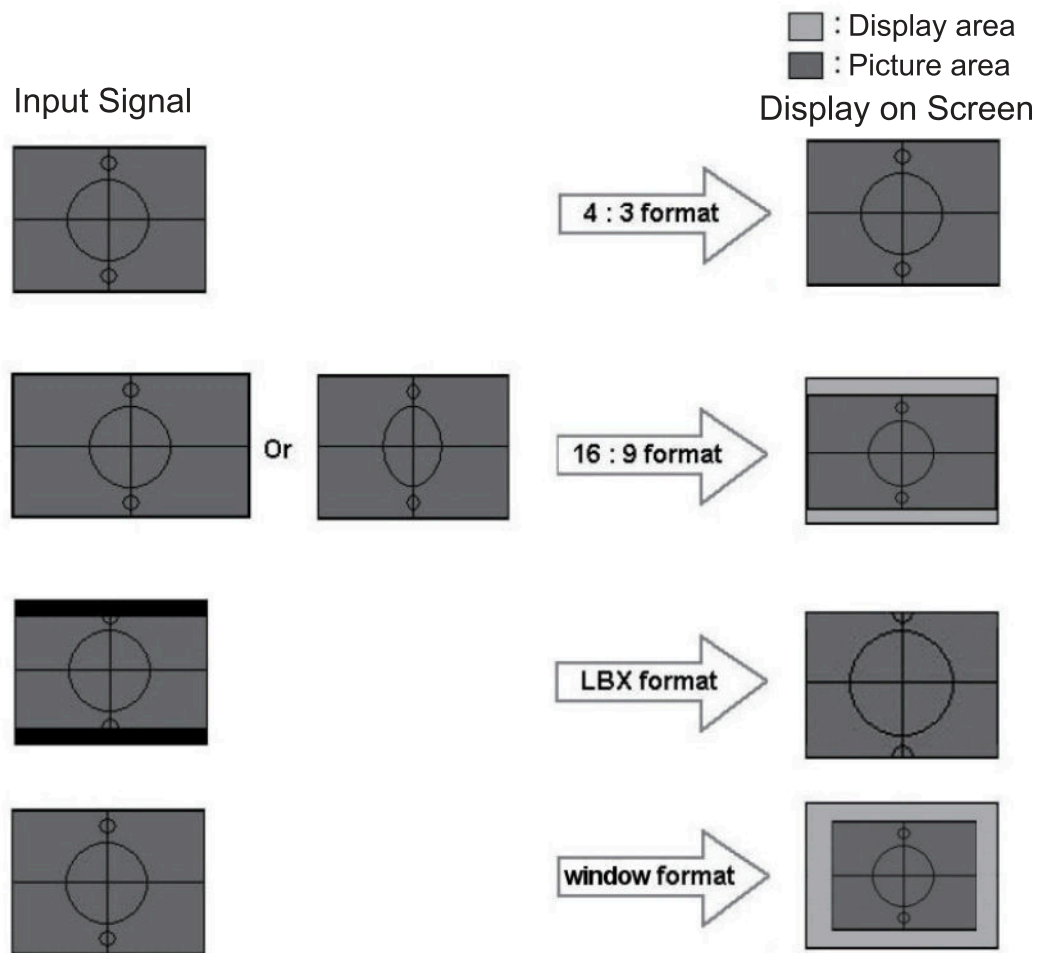 : Display area
: Picture area
Input Signal
Display on Screen
4 : 3 format
Or
16 : 9 format
LBX format
window format